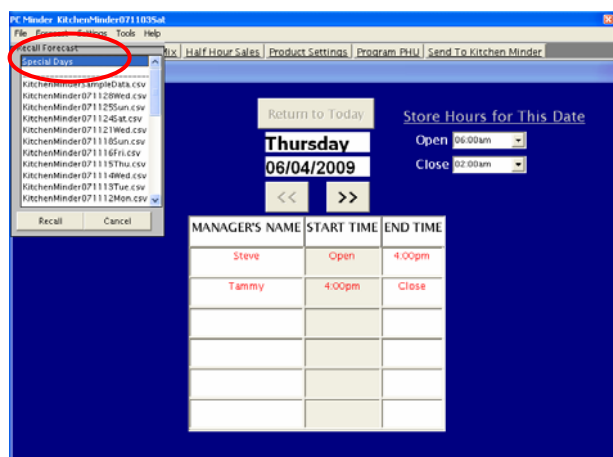 PC Minder KitchenMinder071103Sat
File Forecast Settings Tools Help
Recall Forecast
Mix Half Hour Sales Product Settings Program PHU Send To Kitchen Minder
Special Days
KitchenMinderSampleData.csv
KitchenMinder071128Wed.csv
KitchenMinder071125Sun.csv
KitchenMinder071124Sat.csv
KitchenMinder071121Wed.csv
KitchenMinder071118Sun.csv
KitchenMinder071116Fri.csv
KitchenMinder071115Thu.csv
KitchenMinder071114Wed.csv
KitchenMinder071113Tue.csv
KitchenMinder071112Mon.csv
Recall Cancel
Return to Today
Thursday
06/04/2009
<< >>
Store Hours for This Date
Open 06:00am
Close 02:00am
MANAGER'S NAME START TIME END TIME
Steve Open 4:00pm
Tammy 4:00pm Close